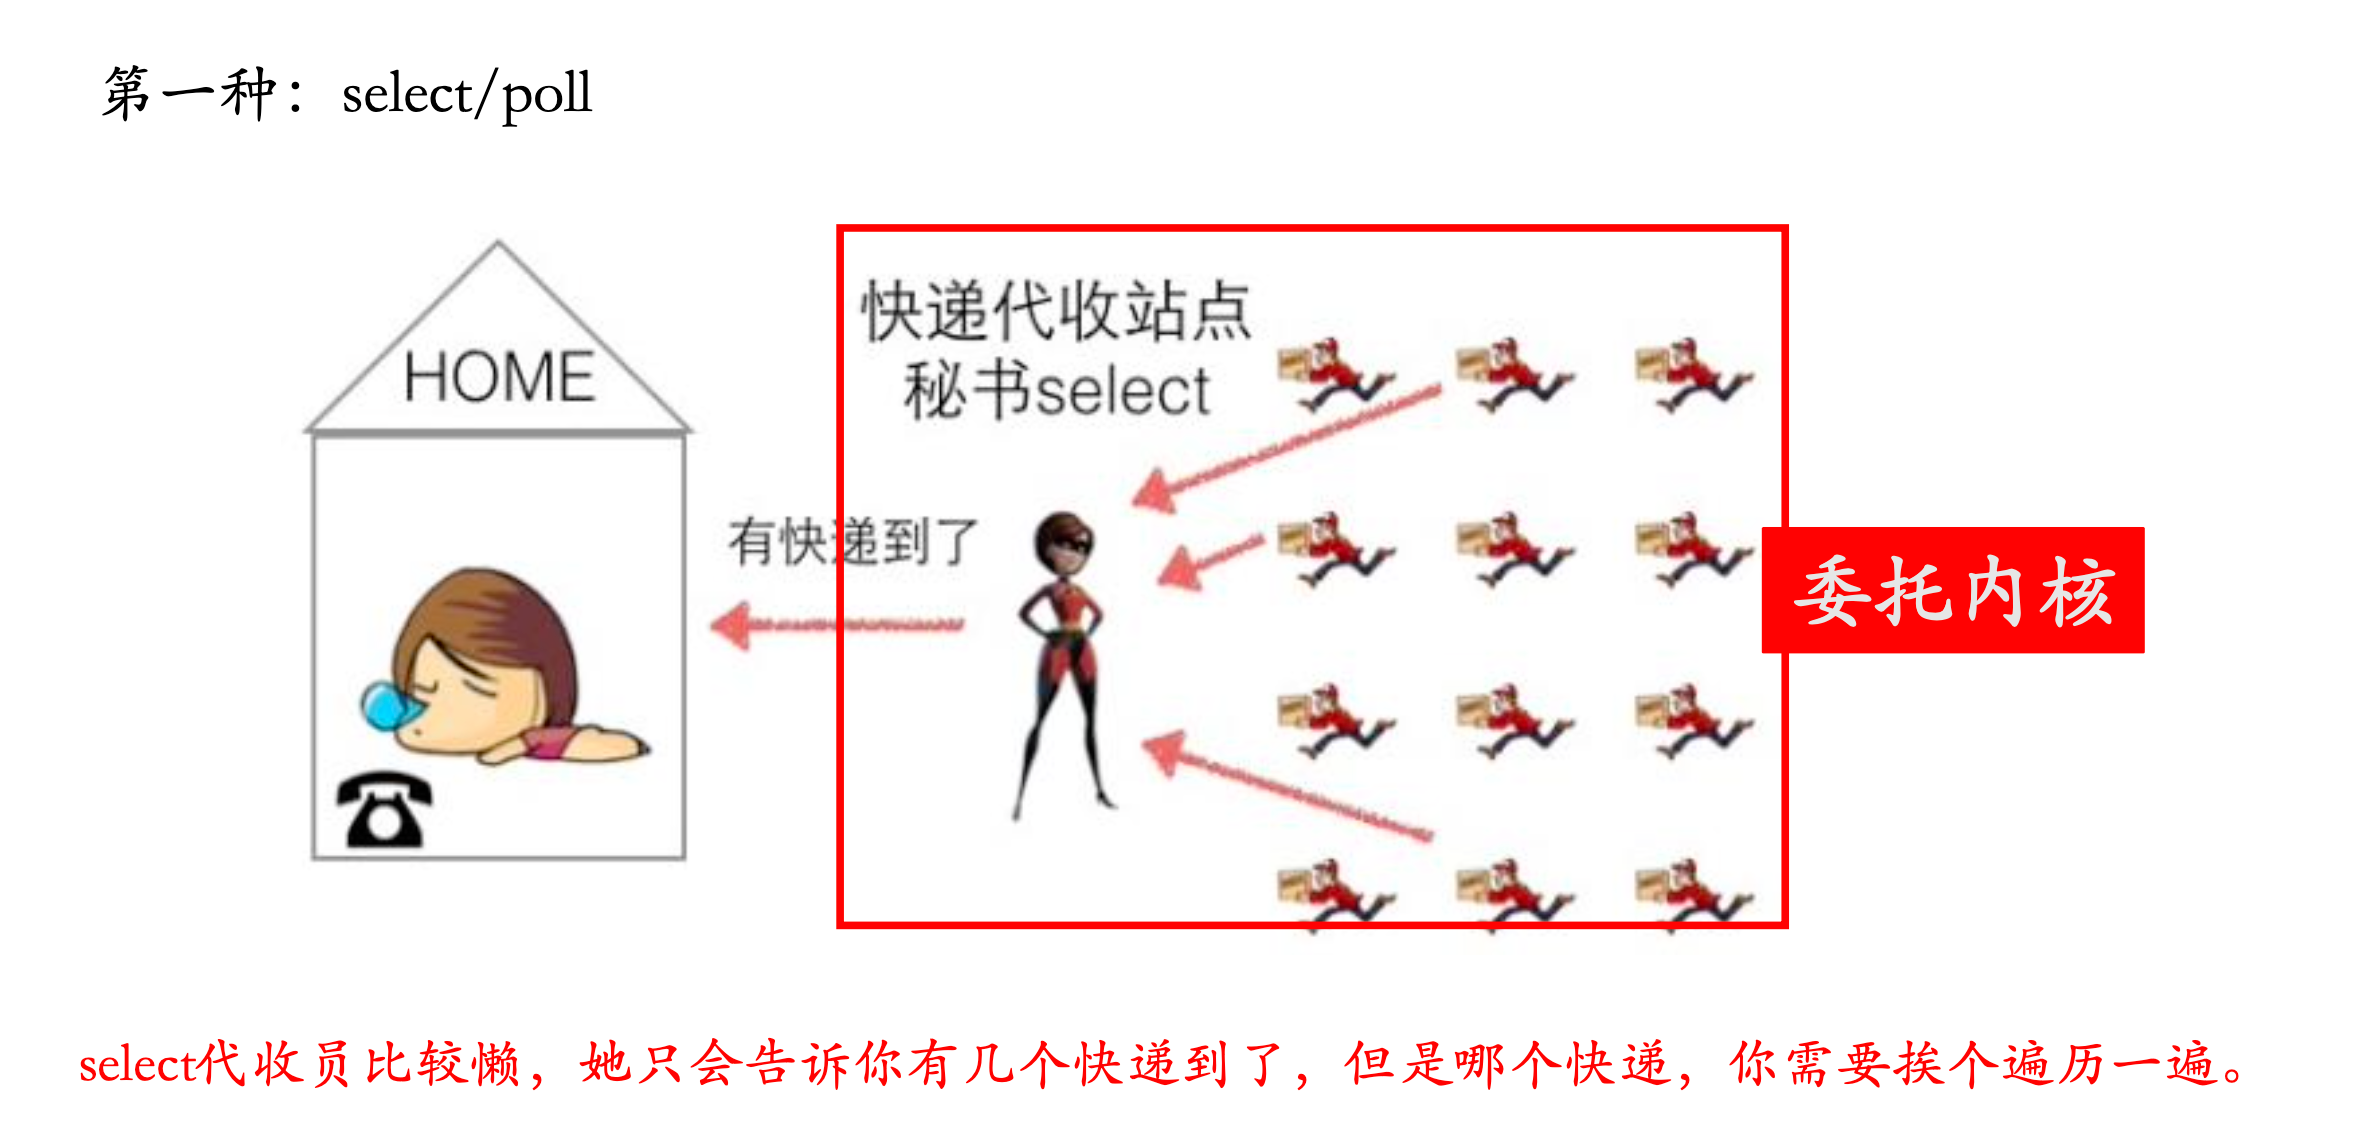 第一种：select/poll
HOME
快递代收站点
秘书select
有快递到了
委托内核
select代收员比较懒，她只会告诉你有几个快递到了，但是哪个快递，你需要挨个遍历一遍。